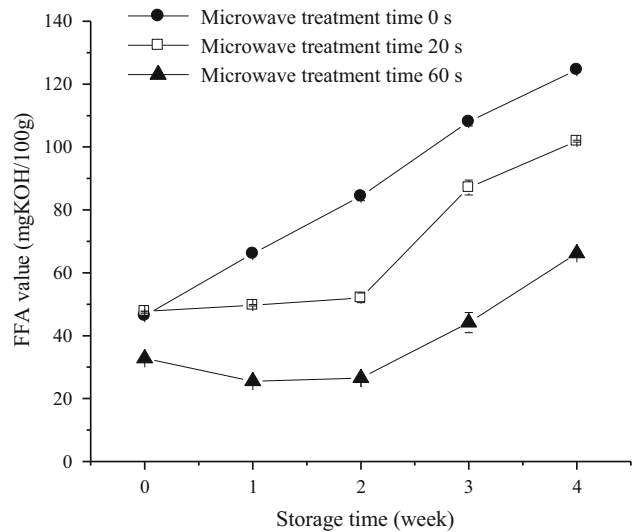 Microwave treatment time 0 s
Microwave treatment time 20 s
Microwave treatment time 60 s
FFA value (mgKOH/100g)
140
120
100
80
60
40
20
0
0 1 2 3 4
Storage time (week)